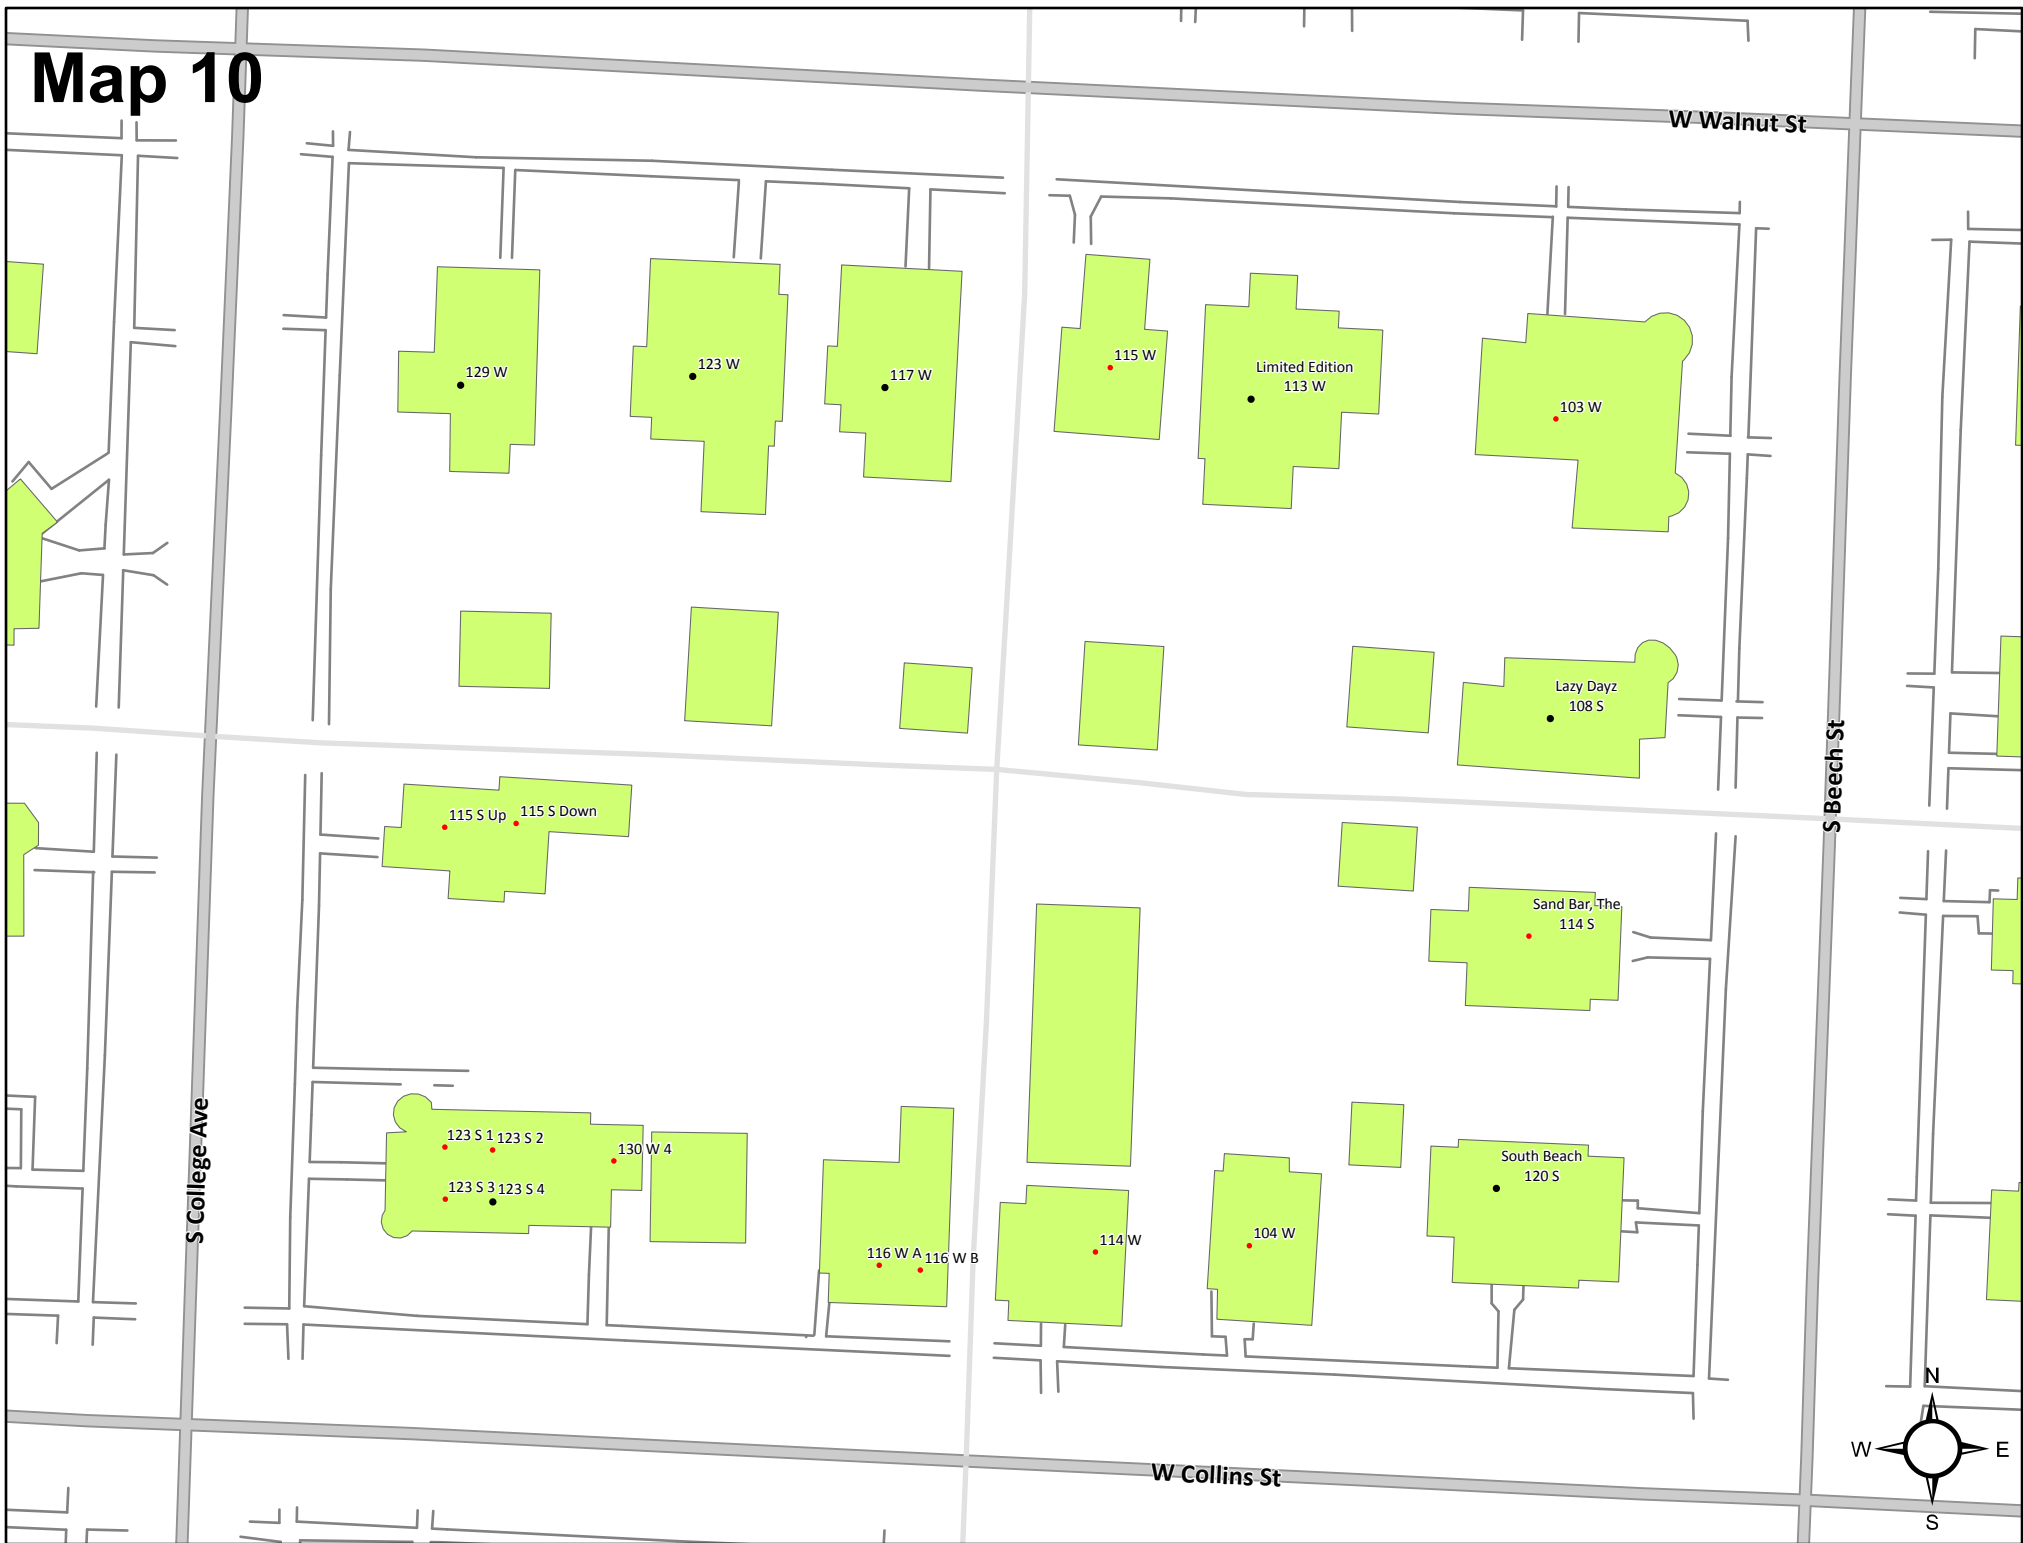 Map 10
W Walnut St
115 W
123 W
129 W
117 W
Limited Edition
113 W
103 W
Lazy Dayz
108 S
S Beech St
115 S Up
115 S Down
Sand Bar, The
114 S
S College Ave
123 S 1
123 S 2
130 W 4
123 S 3
123 S 4
South Beach
120 S
116 W A
116 W B
114 W
104 W
W Collins St
N
W
E
S